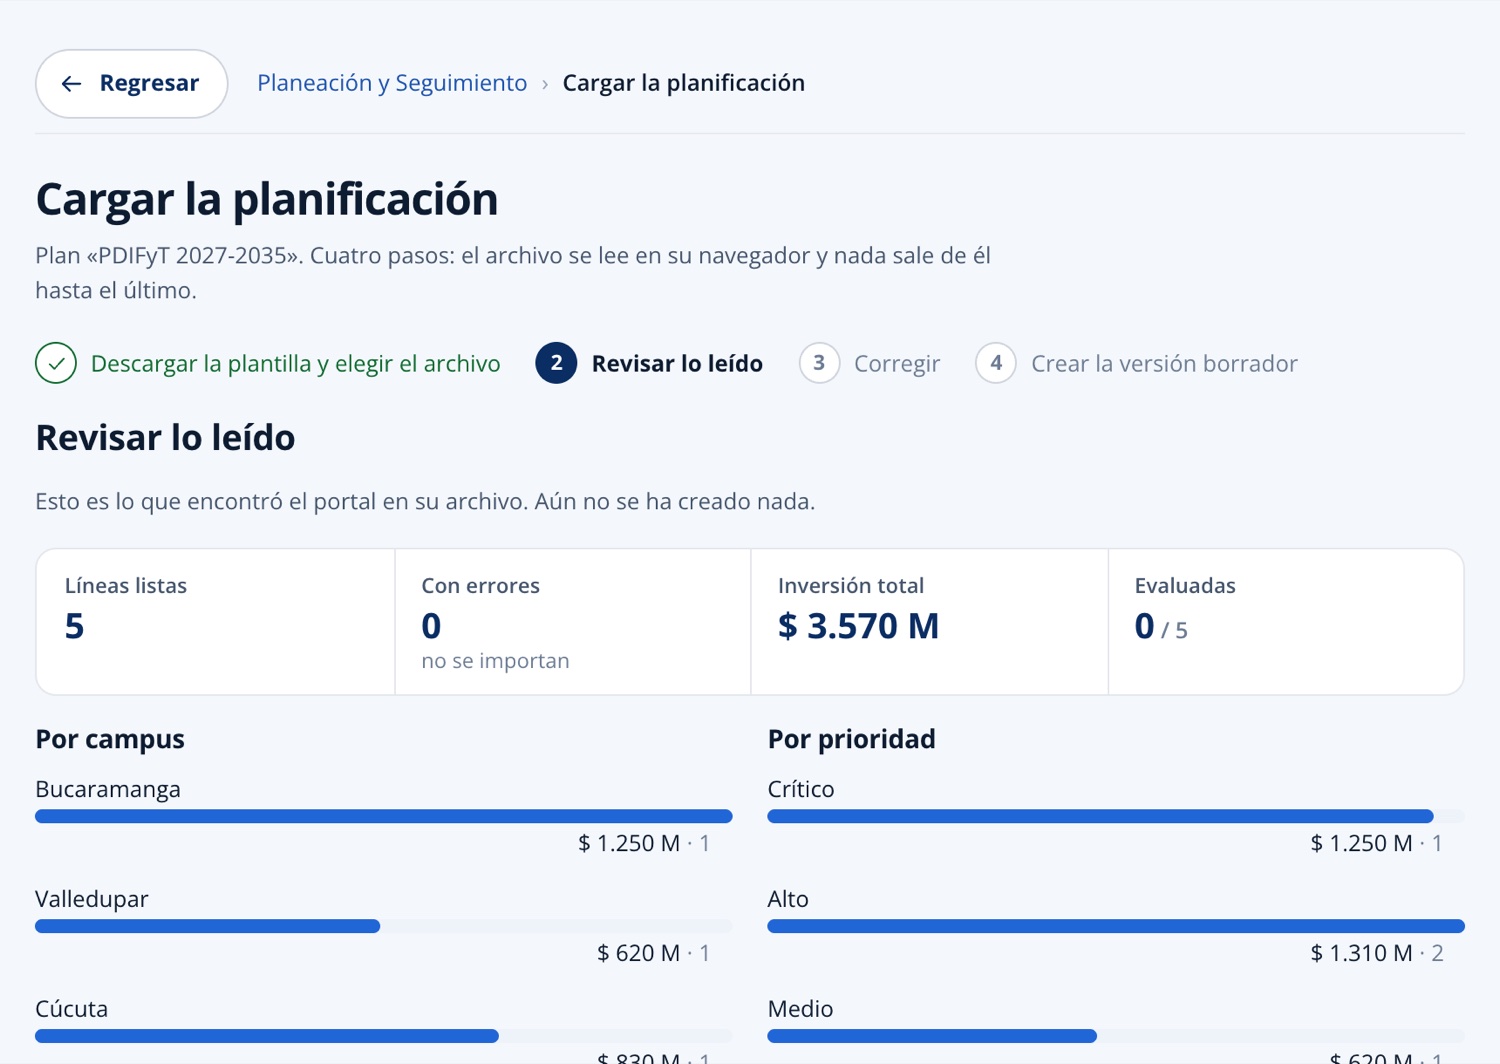 ← Regresar
Planeación y Seguimiento › Cargar la planificación
Cargar la planificación
Plan «PDIFyT 2027-2035». Cuatro pasos: el archivo se lee en su navegador y nada sale de él
hasta el último.
Descargar la plantilla y elegir el archivo
2 Revisar lo leído
3 Corregir
4 Crear la versión borrador
Revisar lo leído
Esto es lo que encontró el portal en su archivo. Aún no se ha creado nada.
Líneas listas
5
Con errores
0
no se importan
Inversión total
$ 3.570 M
Evaluadas
0 / 5
Por campus
Bucaramanga
$ 1.250 M · 1
Valledupar
$ 620 M · 1
Cúcuta
$ 830 M · 1
Por prioridad
Crítico
$ 1.250 M · 1
Alto
$ 1.310 M · 2
Medio
$ 620 M · 1